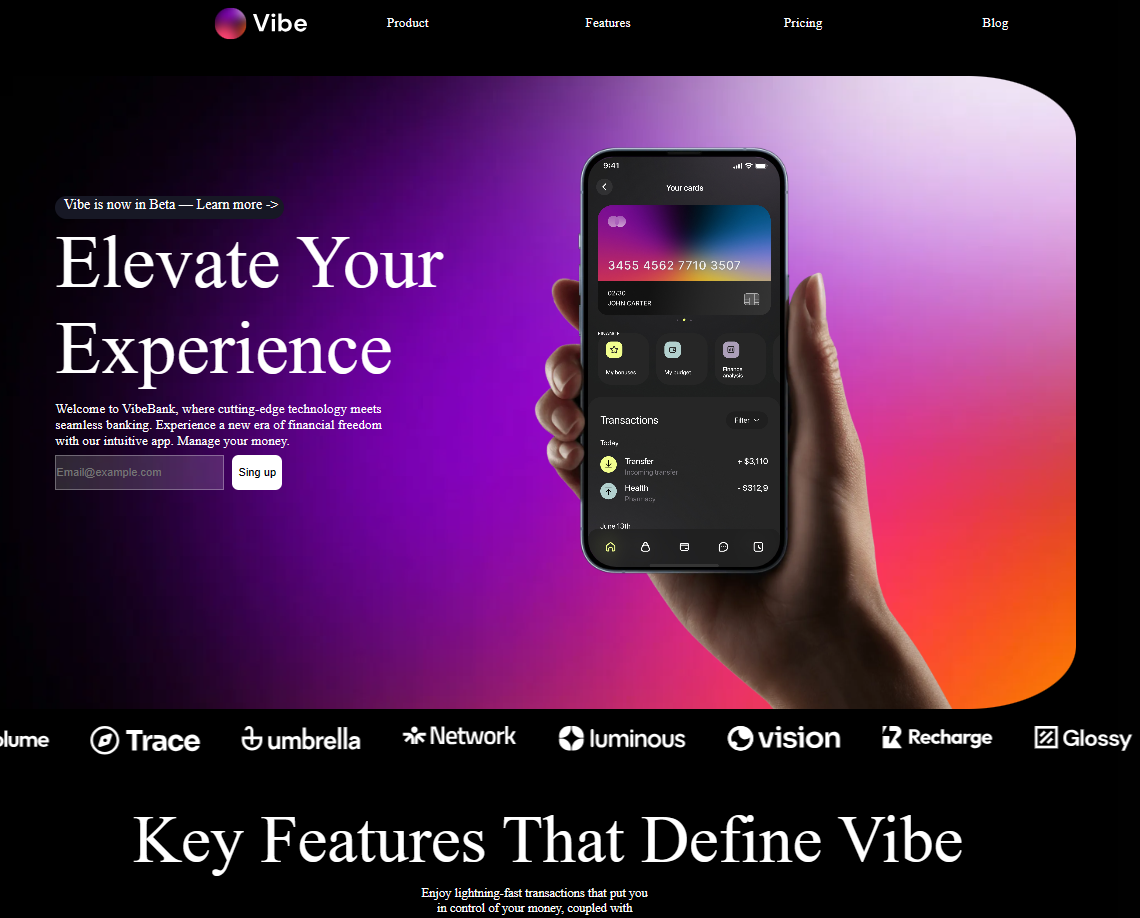 Vibe
Product
Features
Pricing
Blog
Vibe is now in Beta — Learn more ->
Elevate Your
Experience
Welcome to VibeBank, where cutting-edge technology meets
seamless banking. Experience a new era of financial freedom
with our intuitive app. Manage your money.
Email@example.com
Sing up
9:41
Your cards
3455 4562 7710 3507
02/30
JOHN CARTER
FINANCE
My bonuses
My budget
Finance
analysis
Transactions
Filter
Today
Transfer
+ $3,110
Incoming transfer
Health
- $312,9
Pharmacy
June 13th
olume
Trace
umbrella
Network
luminous
vision
Recharge
Glossy
Key Features That Define Vibe
Enjoy lightning-fast transactions that put you
in control of your money, coupled with